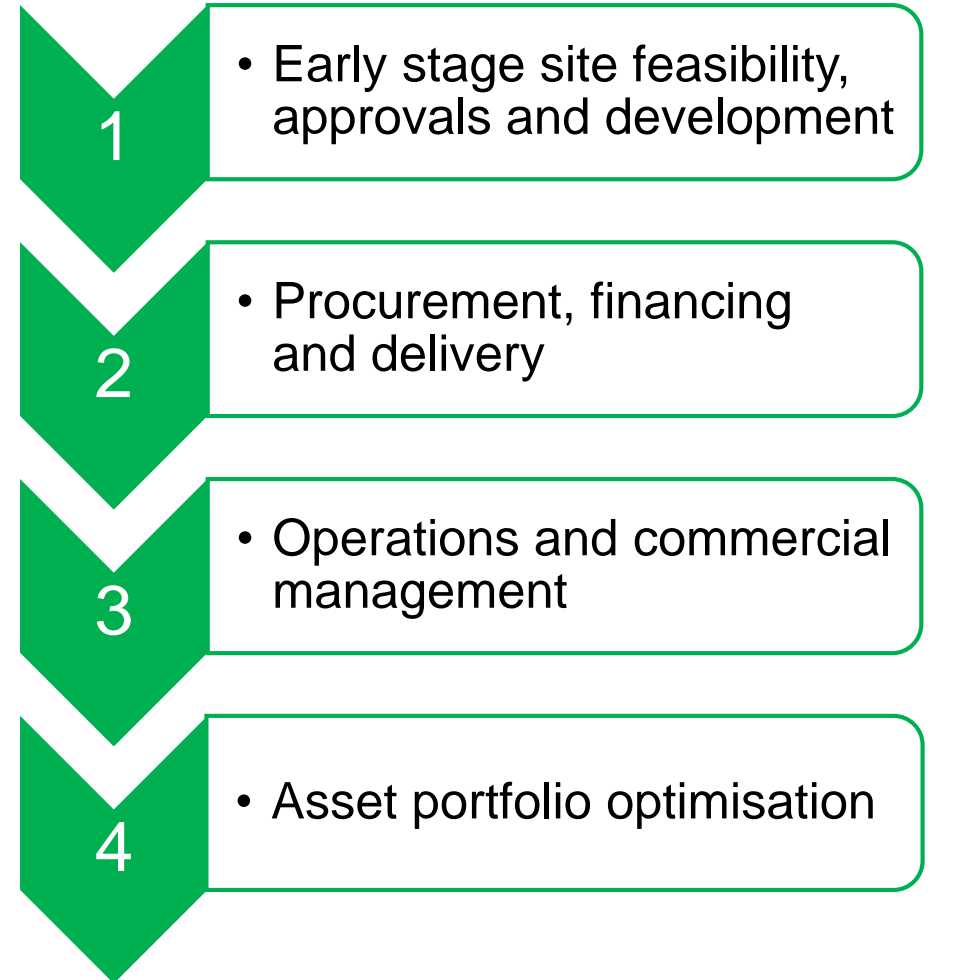 1
• Early stage site feasibility,
approvals and development
2
• Procurement, financing
and delivery
3
• Operations and commercial
management
4
• Asset portfolio optimisation